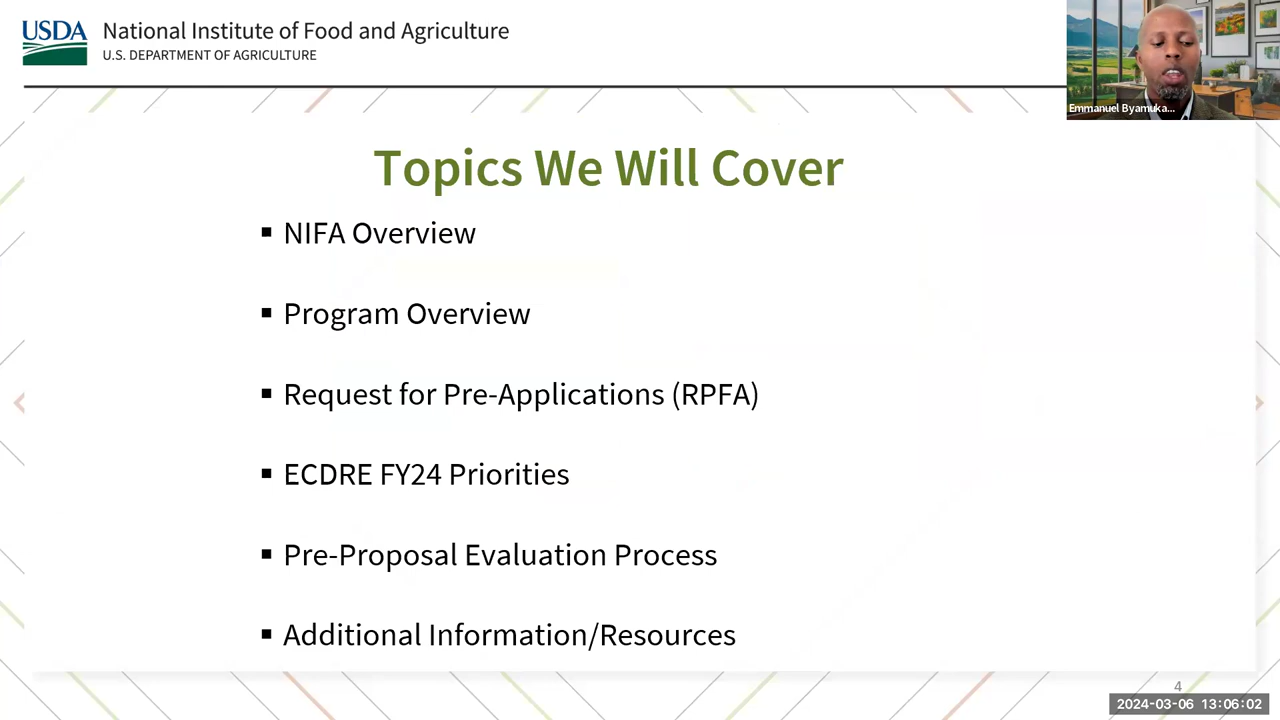 USDA
National Institute of Food and Agriculture
U.S. DEPARTMENT OF AGRICULTURE
Emmanuel Byamuka...
Topics We Will Cover
▪ NIFA Overview
▪ Program Overview
▪ Request for Pre-Applications (RPFA)
▪ ECDRE FY24 Priorities
▪ Pre-Proposal Evaluation Process
▪ Additional Information/Resources
4
2024-03-06 13:06:02